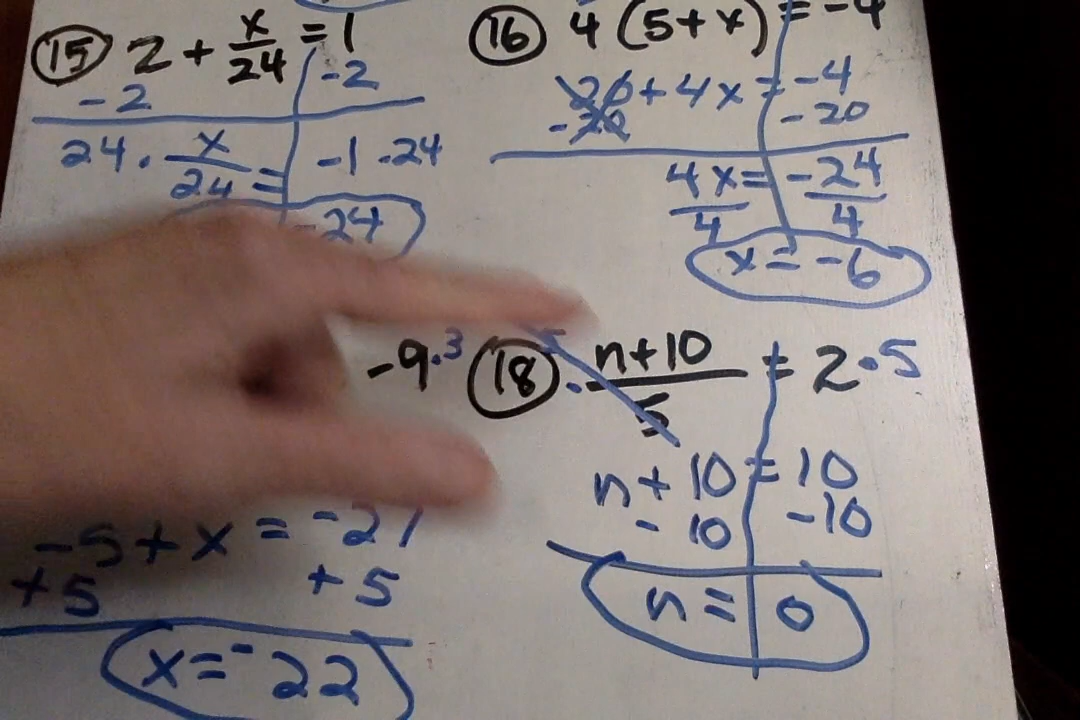 ⑮ 2 + x/24 = 1
-2 -2
24 · x/24 = -1 · 24
-24
⑯ 4 (5 + x) = -4
20 + 4x = -4
-20 -20
4x/4 = -24/4
x = -6
-9 · 3
-5 + x = -27
+5 +5
x = -22
⑱ 5 · n+10/5 = 2 · 5
n + 10 = 10
- 10 -10
n = 0